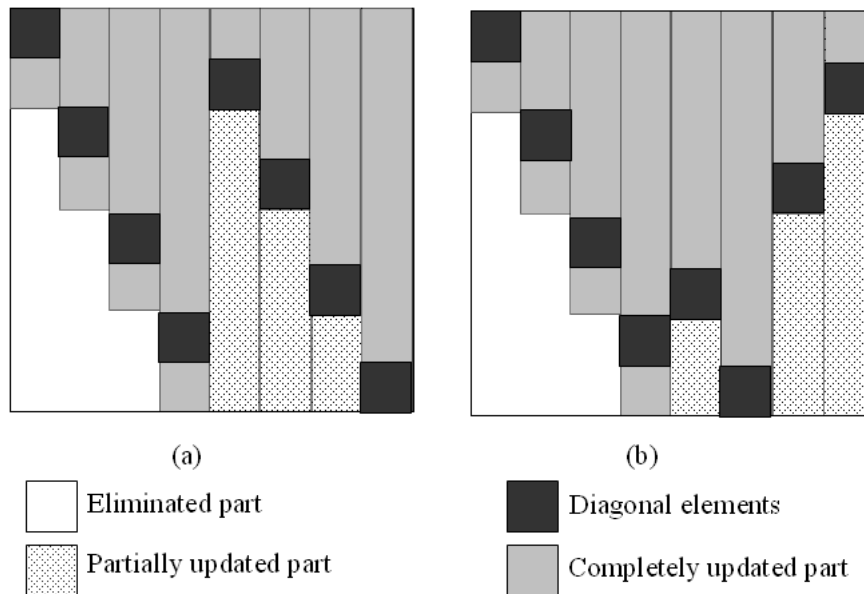 (a)
(b)
Eliminated part
Diagonal elements
Partially updated part
Completely updated part